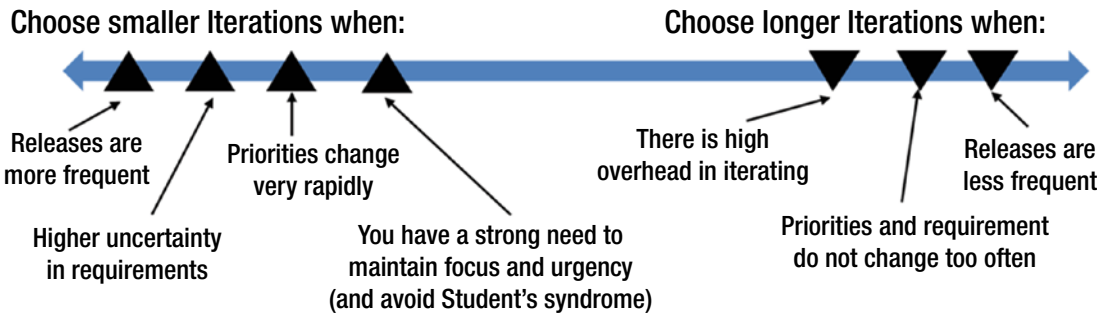 Choose smaller Iterations when:
Choose longer Iterations when:
Releases are
more frequent
Higher uncertainty
in requirements
Priorities change
very rapidly
You have a strong need to
maintain focus and urgency
(and avoid Student's syndrome)
There is high
overhead in iterating
Priorities and requirement
do not change too often
Releases are
less frequent